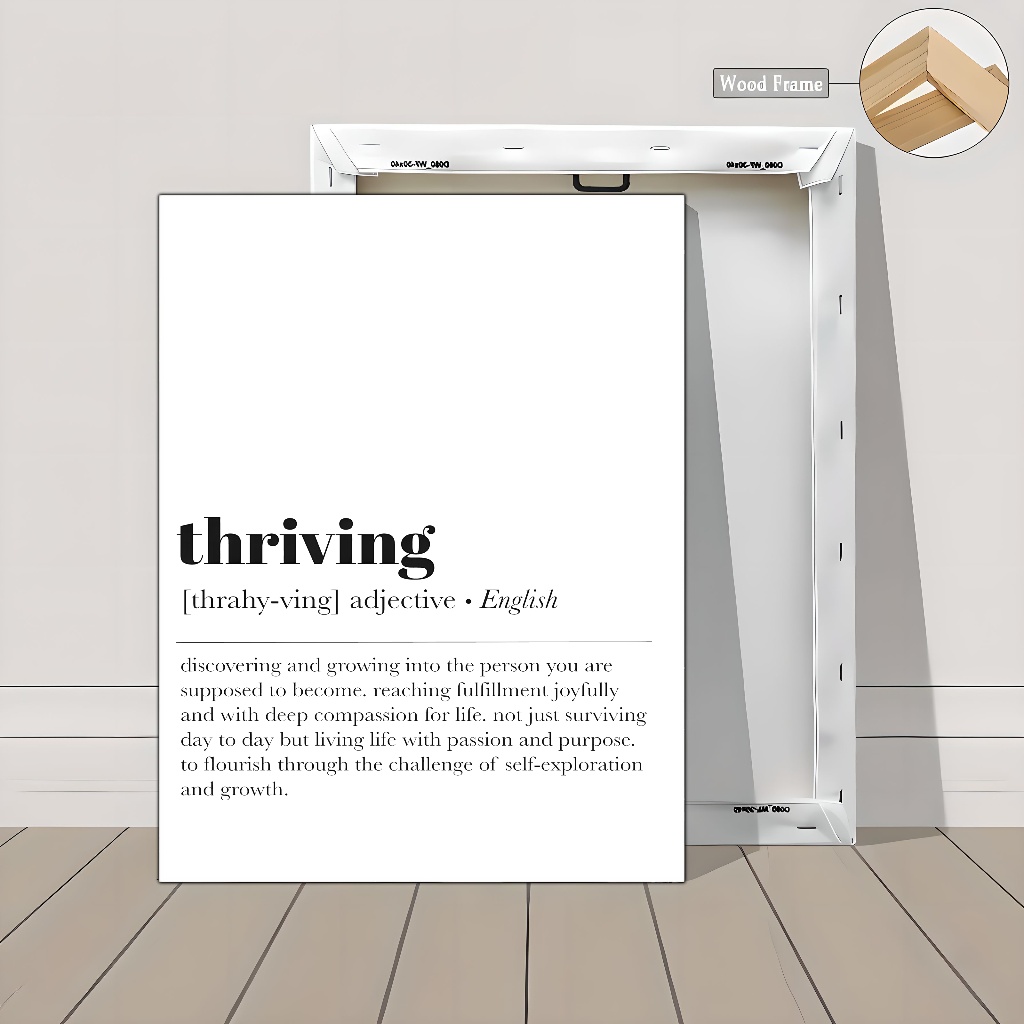 Wood Frame
thriving
[thrahy-ving] adjective • English
discovering and growing into the person you are
supposed to become. reaching fulfillment joyfully
and with deep compassion for life. not just surviving
day to day but living life with passion and purpose.
to flourish through the challenge of self-exploration
and growth.